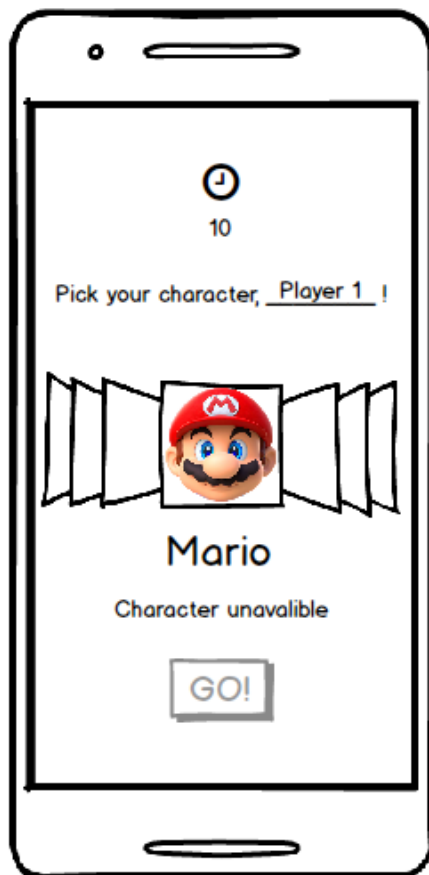 10
Pick your character, Player 1 !
M
Mario
Character unavalible
GO!